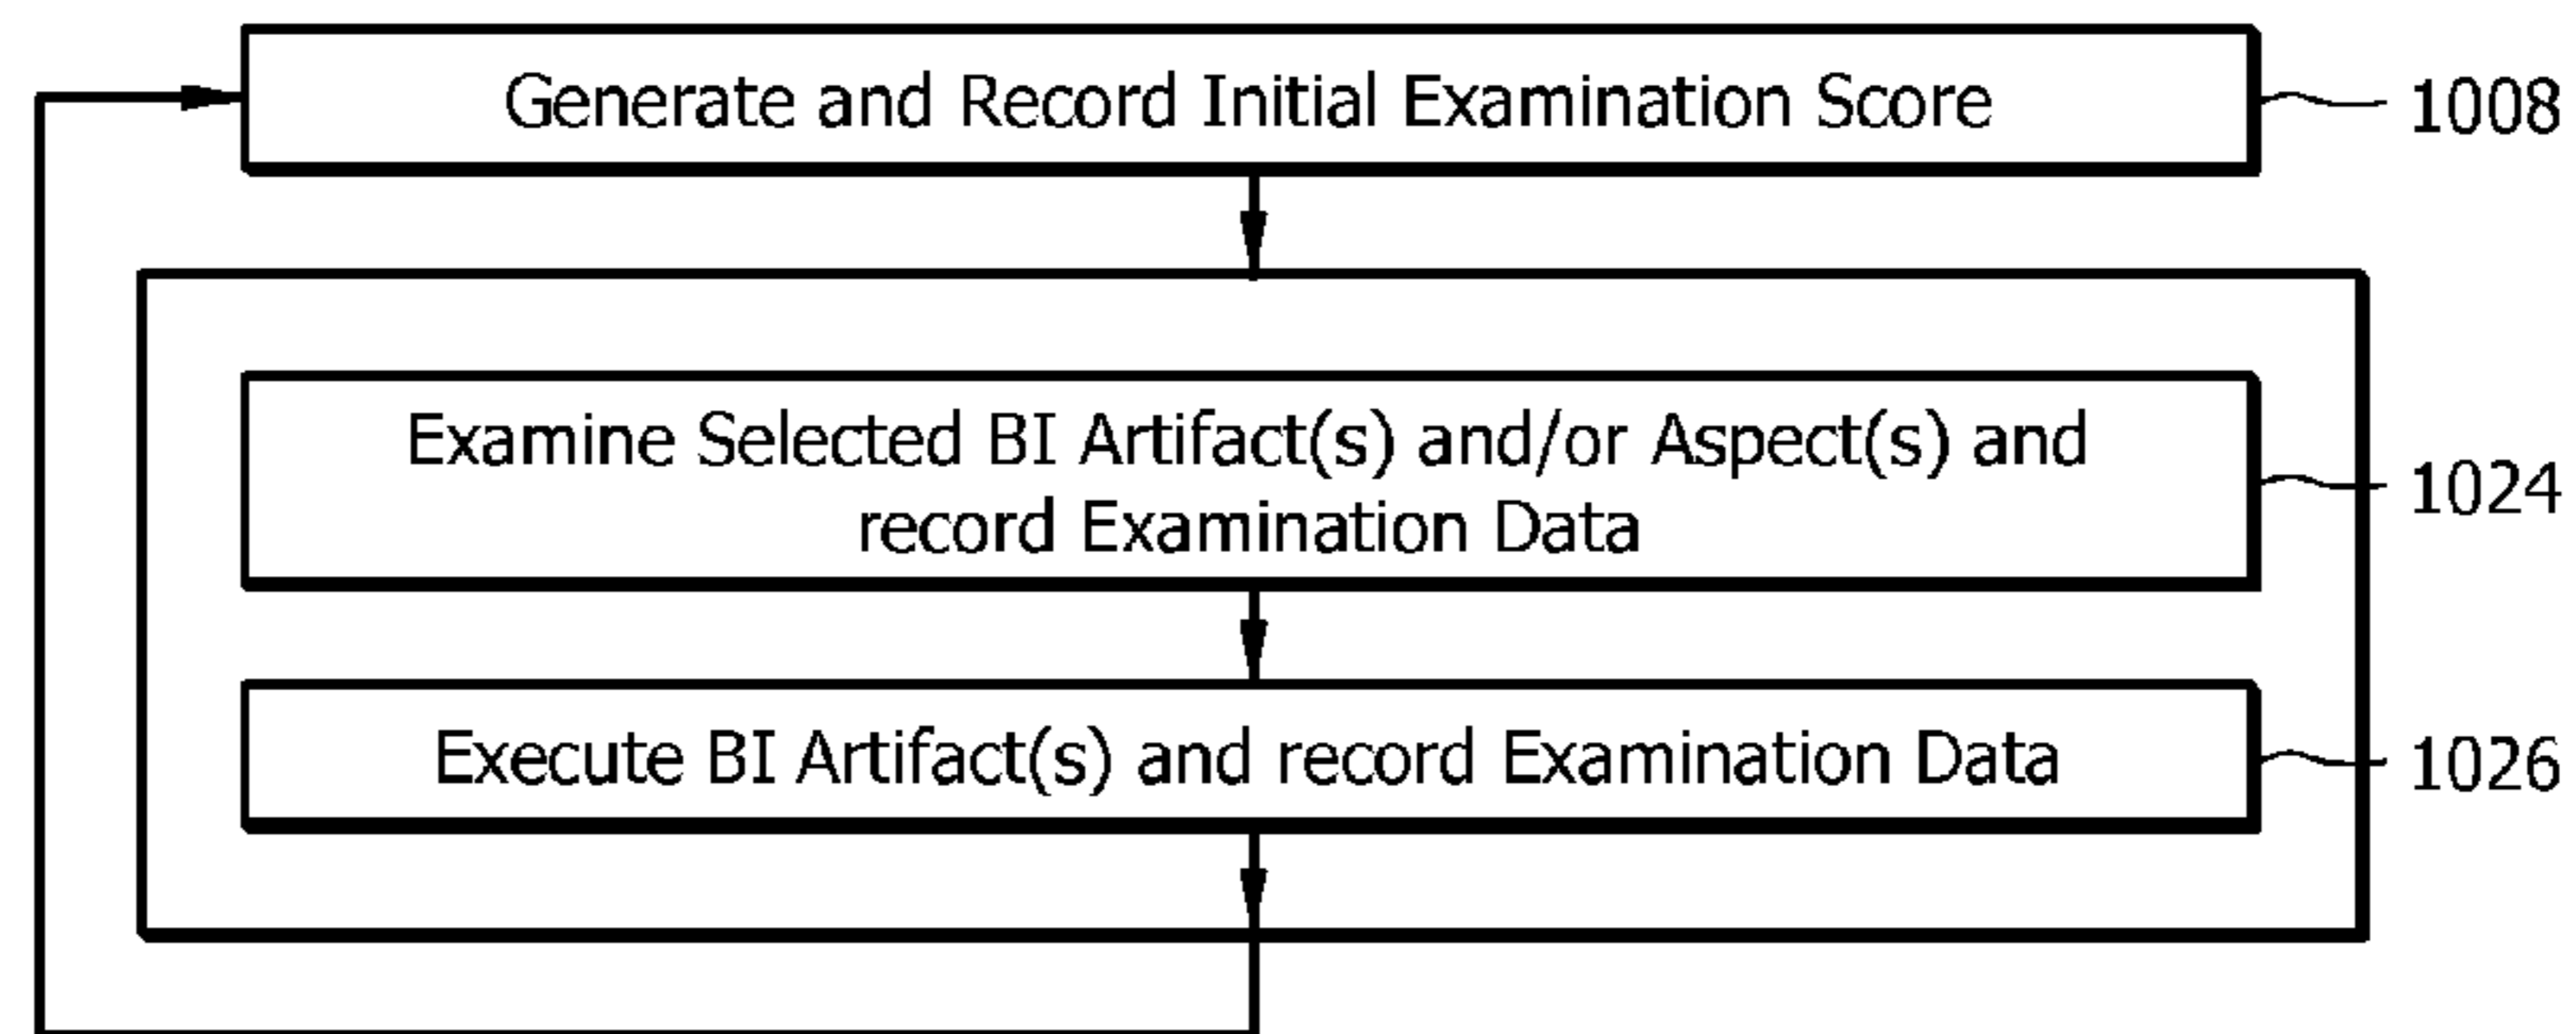 Generate and Record Initial Examination Score
1008
Examine Selected BI Artifact(s) and/or Aspect(s) and
record Examination Data
1024
Execute BI Artifact(s) and record Examination Data
1026